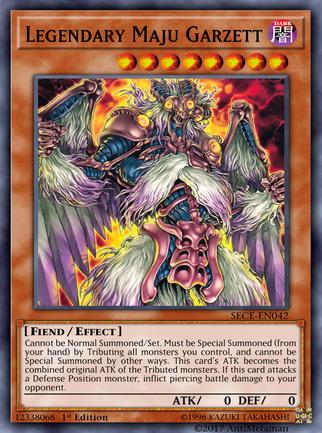 Legendary Maju Garzett
DARK
闇
SECE-EN042
[Fiend / Effect]
Cannot be Normal Summoned/Set. Must be Special Summoned (from
your hand) by Tributing all monsters you control, and cannot be
Special Summoned by other ways. This card's ATK becomes the
combined original ATK of the Tributed monsters. If this card attacks
a Defense Position monster, inflict piercing battle damage to your
opponent.
ATK/ 0 DEF/ 0
12338068 1st Edition ©1996 KAZUKI TAKAHASHI
©2017 AntiMetaman